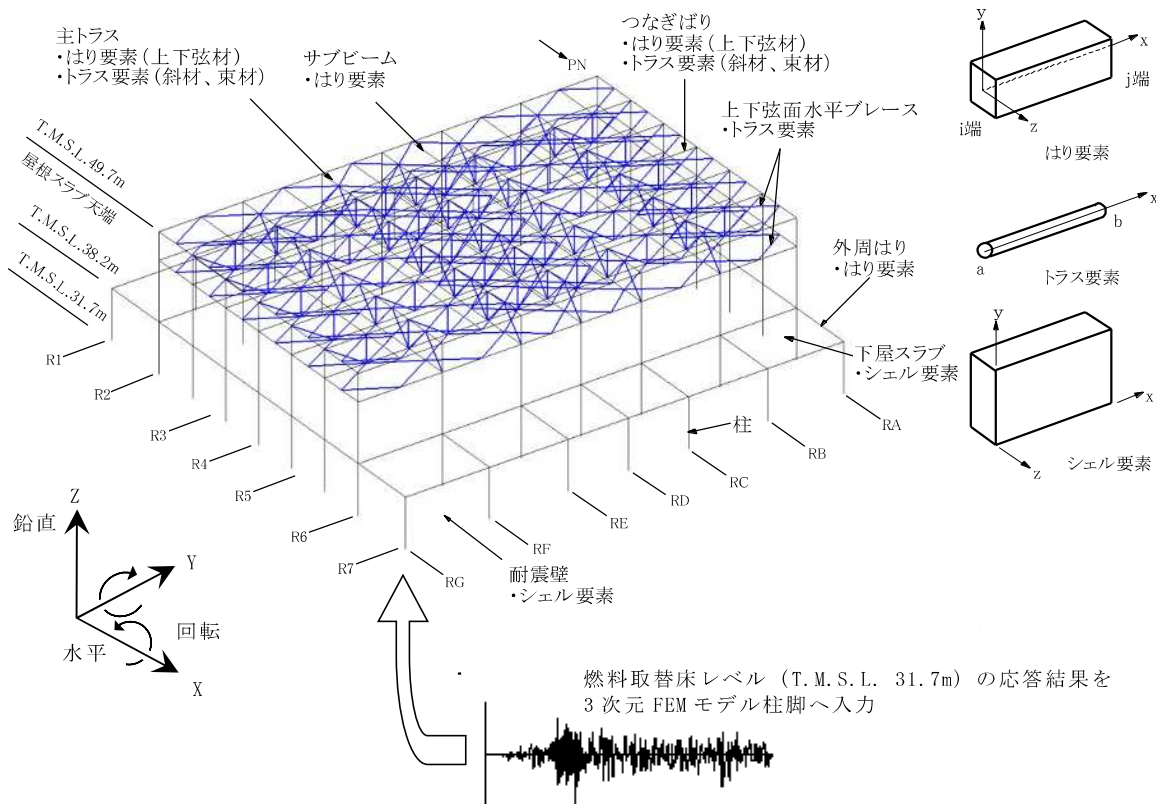 主トラス
・はり要素(上下弦材)
・トラス要素(斜材、束材)
サブビーム
・はり要素
PN
つなぎばり
・はり要素(上下弦材)
・トラス要素(斜材、束材)
上下弦面水平ブレース
・トラス要素
T.M.S.L.49.7m
屋根スラブ天端
T.M.S.L.38.2m
T.M.S.L.31.7m
外周はり
・はり要素
下屋スラブ
・シェル要素
柱
R1
R2
R3
R4
R5
R6
R7
RA
RB
RC
RD
RE
RF
RG
耐震壁
・シェル要素
y
x
z
i端
j端
はり要素
x
a
b
トラス要素
y
x
z
シェル要素
Z
鉛直
Y
回転
水平
X
燃料取替床レベル (T.M.S.L. 31.7m) の応答結果を
3次元 FEM モデル柱脚へ入力